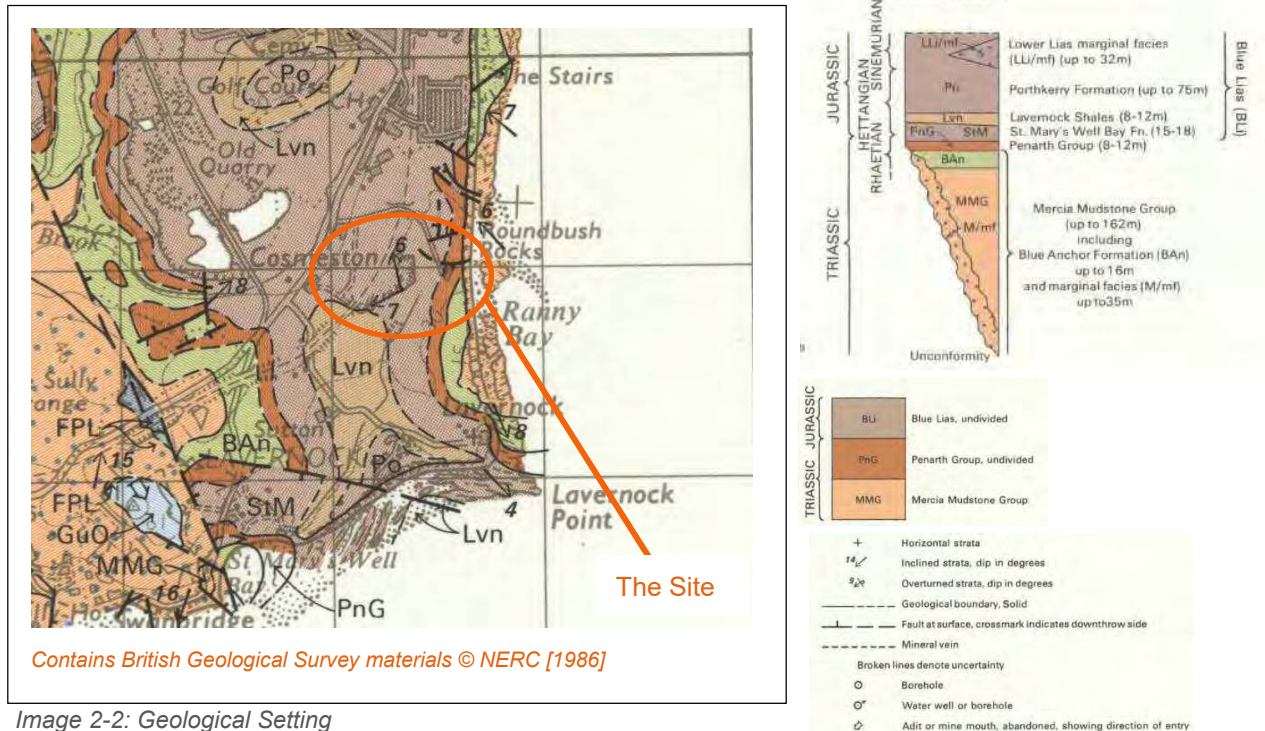 Cemy
Po
Golf Course
CH
The Stairs
22
Lvn
7
Old
Quarry
6
Brook
Cosmeston
6
Roundbush
Rocks
18
7
Ranny
Bay
Lvn
Sully
FPL
Lavernock
8
BAn
Sutton
15
Po
FPL
StM
4
Lavernock
Point
GuO
Lvn
MMG
St Mary's Well
Bay
The Site
16
PnG
Contains British Geological Survey materials © NERC [1986]
Image 2-2: Geological Setting
JURASSIC
TRIASSIC
SINEMURIAN
HETTANGIAN
RHAETIAN
LLi/mf
Lower Lias marginal facies
(LLi/mf) (up to 32m)
Po
Porthkerry Formation (up to 75m)
Lvn
Lavernock Shales (8-12m)
PnG StM
St. Mary's Well Bay Fn. (15-18)
Penarth Group (8-12m)
Blue Lias (BLi)
BAn
MMG
M/mf
Mercia Mudstone Group
(up to 162m)
including
Blue Anchor Formation (BAn)
up to 16m
and marginal facies (M/mf)
up to35m
Unconformity
JURASSIC
TRIASSIC
BLi Blue Lias, undivided
PnG Penarth Group, undivided
MMG Mercia Mudstone Group
+ Horizontal strata
14 Inclined strata, dip in degrees
9 Overturned strata, dip in degrees
Geological boundary, Solid
Fault at surface, crossmark indicates downthrow side
Mineral vein
Broken lines denote uncertainty
Borehole
Water well or borehole
Adit or mine mouth, abandoned, showing direction of entry